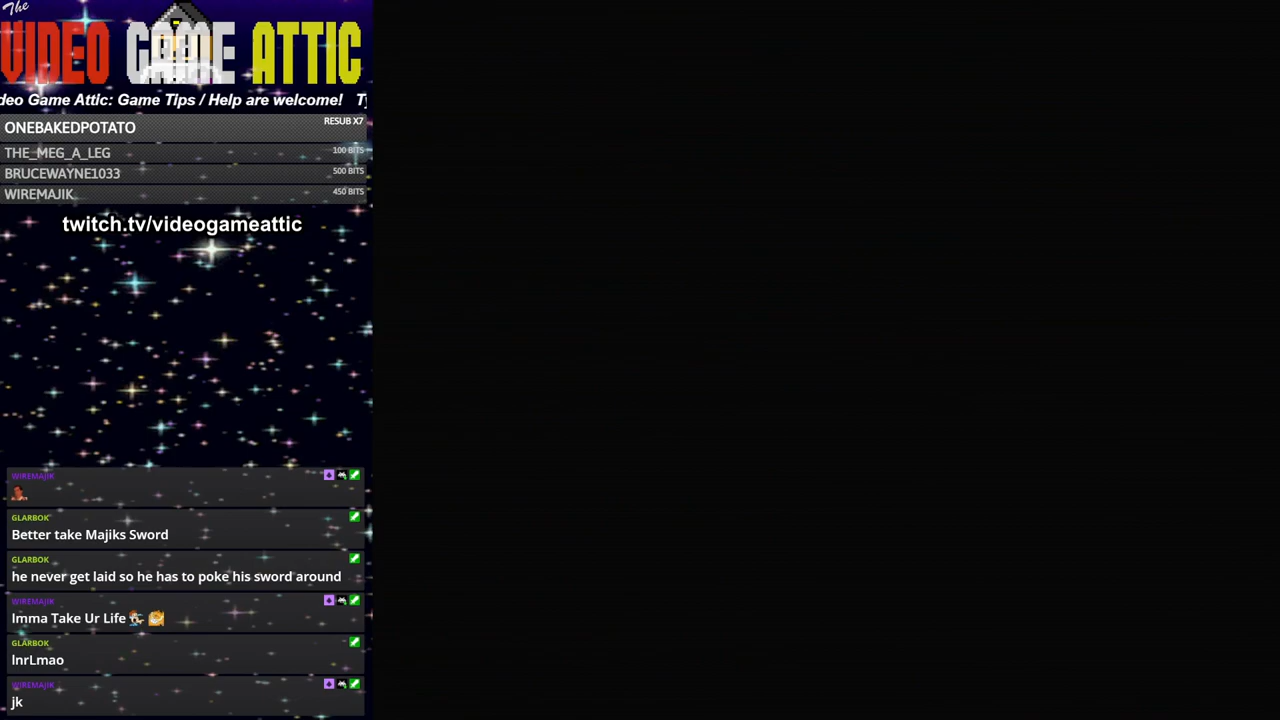 The
VIDEO GAME ATTIC
deo Game Attic: Game Tips / Help are welcome! Ty
ONEBAKEDPOTATO RESUB X7
THE_MEG_A_LEG 100 BITS
BRUCEWAYNE1033 500 BITS
WIREMAJIK 450 BITS
twitch.tv/videogameattic
WIREMAJIK
GLARBOK
Better take Majiks Sword
GLARBOK
he never get laid so he has to poke his sword around
WIREMAJIK
Imma Take Ur Life
GLARBOK
lnrLmao
WIREMAJIK
jk